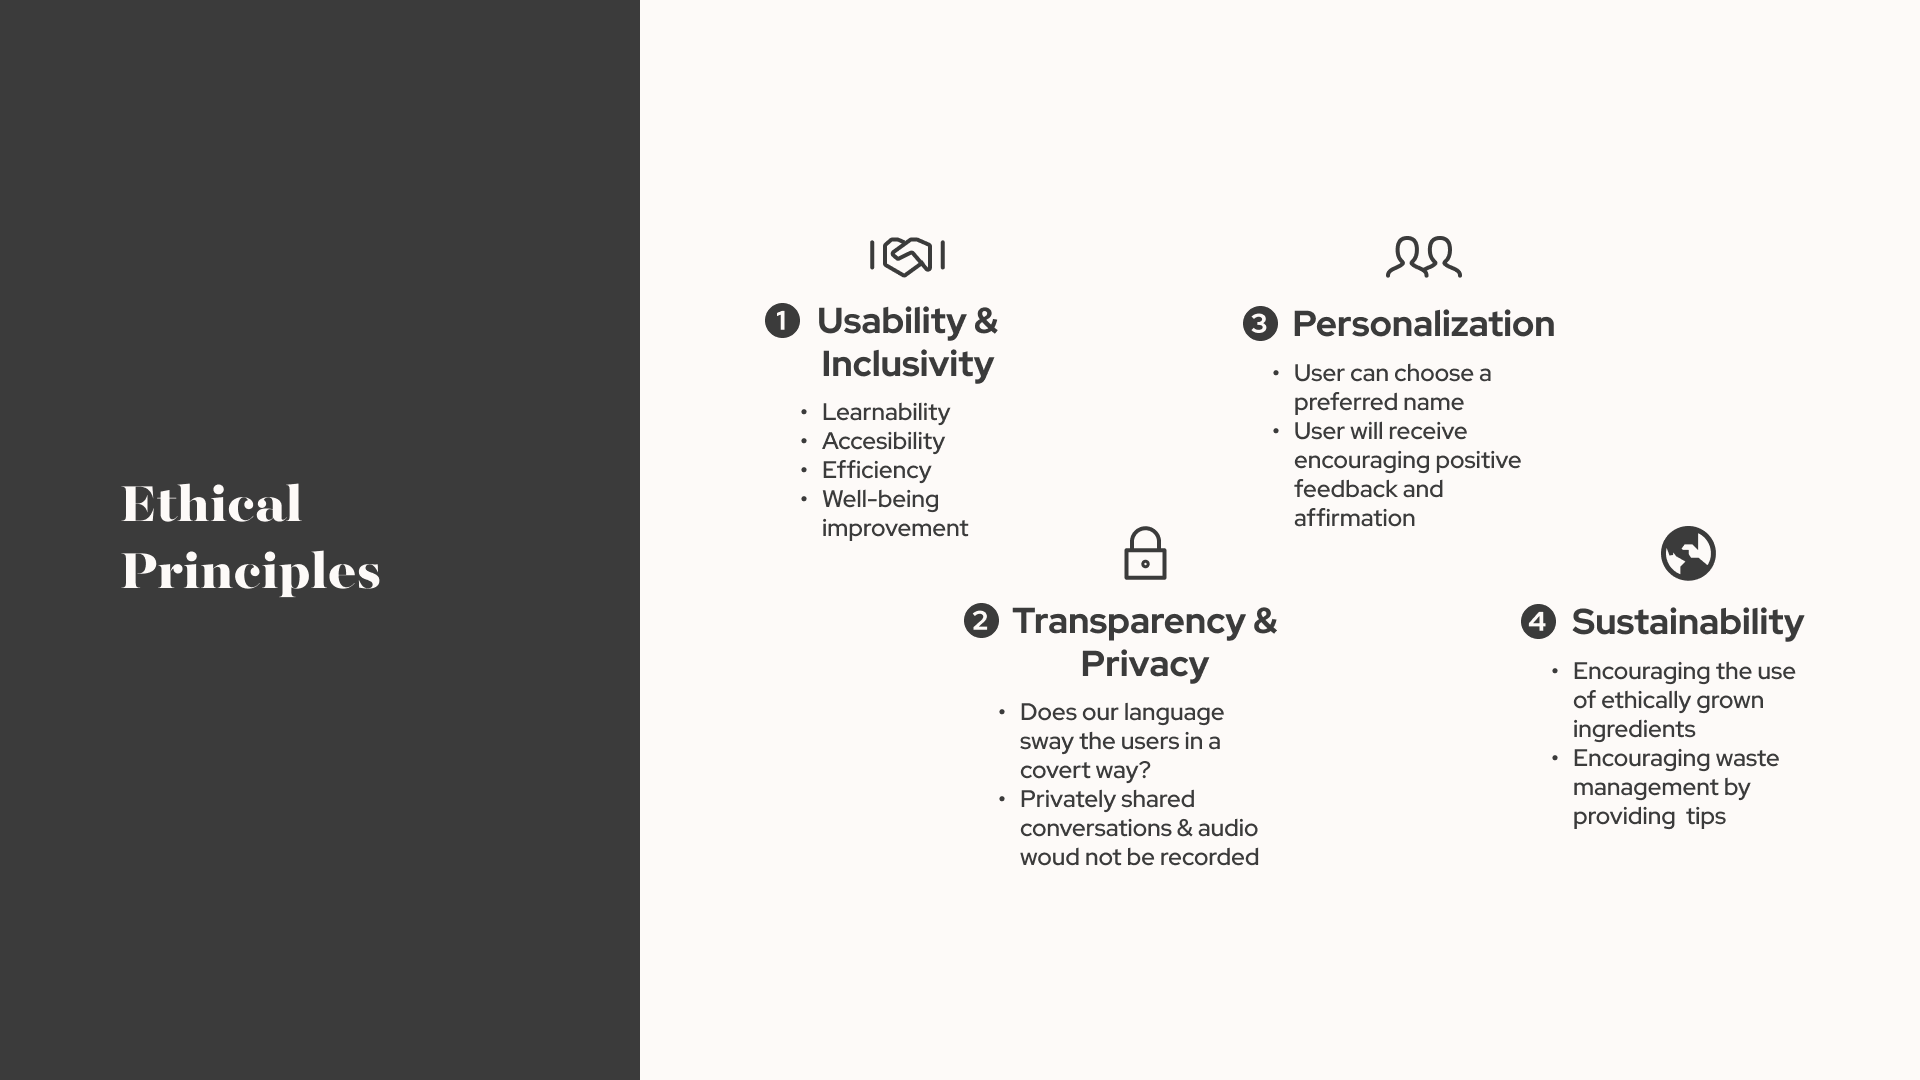 Ethical
Principles
1 Usability &
Inclusivity
• Learnability
• Accesibility
• Efficiency
• Well-being
improvement
2 Transparency &
Privacy
• Does our language
sway the users in a
covert way?
• Privately shared
conversations & audio
woud not be recorded
3 Personalization
• User can choose a
preferred name
• User will receive
encouraging positive
feedback and
affirmation
4 Sustainability
• Encouraging the use
of ethically grown
ingredients
• Encouraging waste
management by
providing  tips